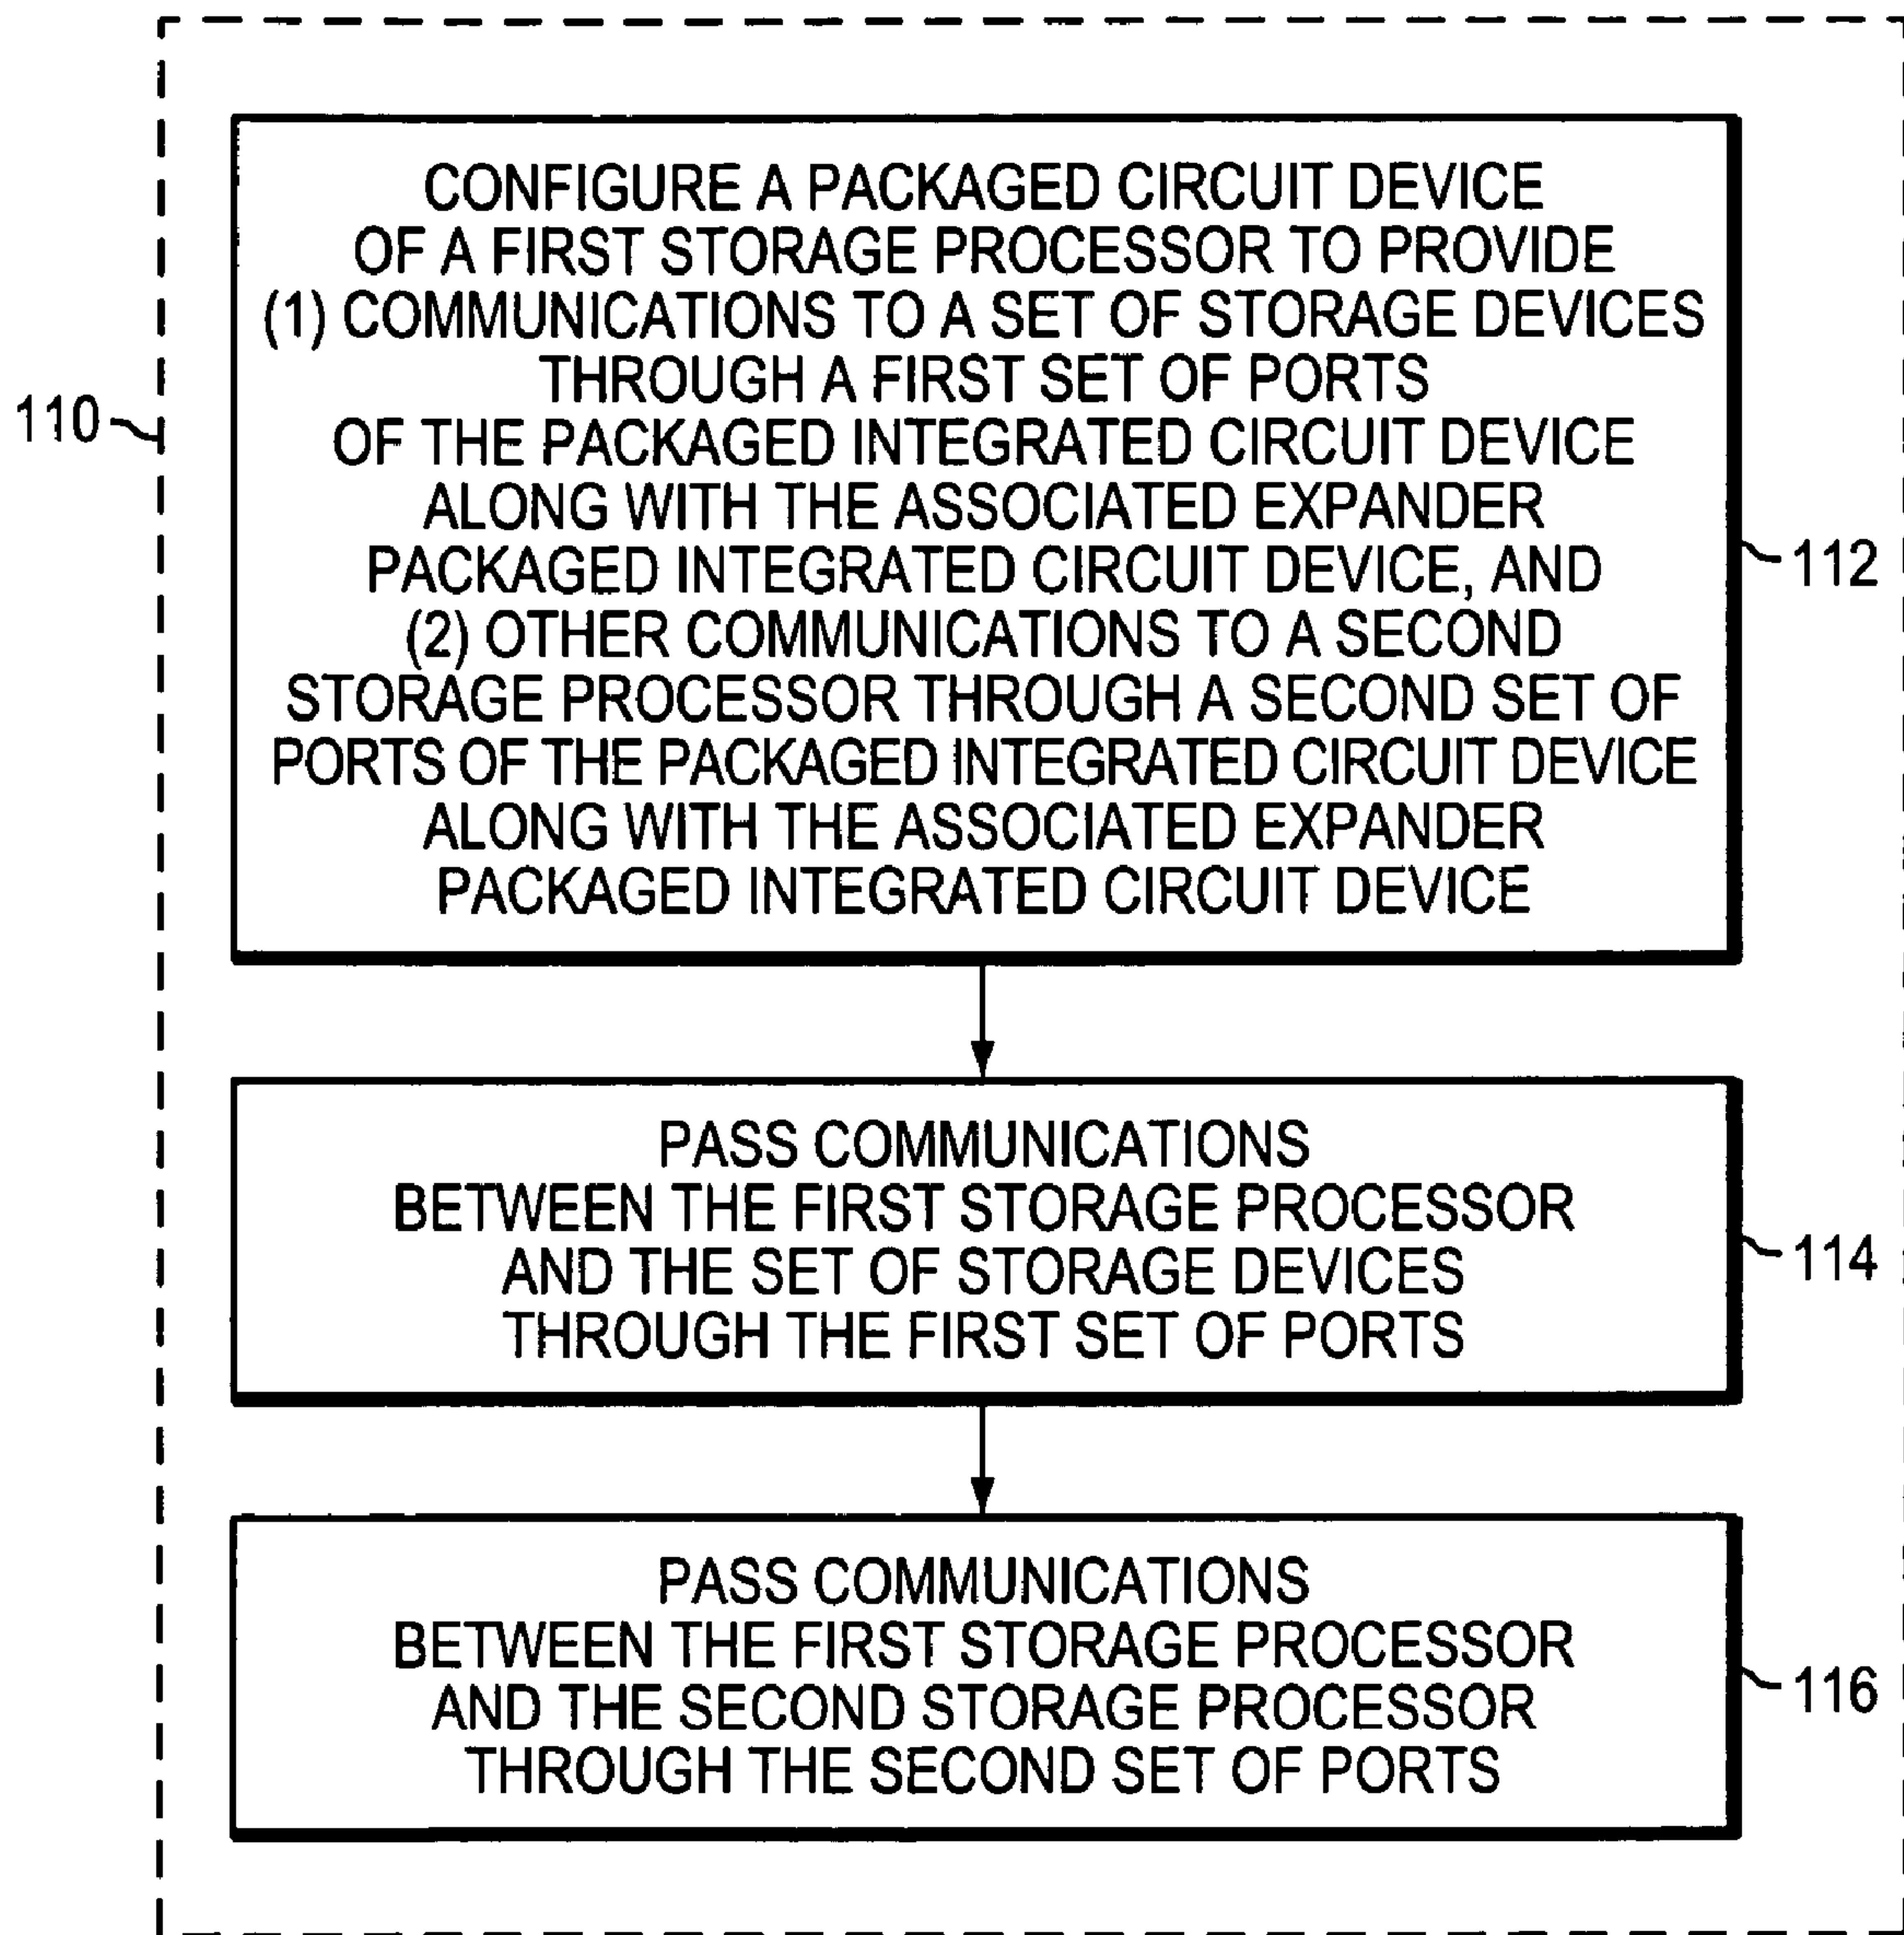 CONFIGURE A PACKAGED CIRCUIT DEVICE
OF A FIRST STORAGE PROCESSOR TO PROVIDE
(1) COMMUNICATIONS TO A SET OF STORAGE DEVICES
THROUGH A FIRST SET OF PORTS
OF THE PACKAGED INTEGRATED CIRCUIT DEVICE
ALONG WITH THE ASSOCIATED EXPANDER
PACKAGED INTEGRATED CIRCUIT DEVICE, AND
(2) OTHER COMMUNICATIONS TO A SECOND
STORAGE PROCESSOR THROUGH A SECOND SET OF
PORTS OF THE PACKAGED INTEGRATED CIRCUIT DEVICE
ALONG WITH THE ASSOCIATED EXPANDER
PACKAGED INTEGRATED CIRCUIT DEVICE
110
112
PASS COMMUNICATIONS
BETWEEN THE FIRST STORAGE PROCESSOR
AND THE SET OF STORAGE DEVICES
THROUGH THE FIRST SET OF PORTS
114
PASS COMMUNICATIONS
BETWEEN THE FIRST STORAGE PROCESSOR
AND THE SECOND STORAGE PROCESSOR
THROUGH THE SECOND SET OF PORTS
116